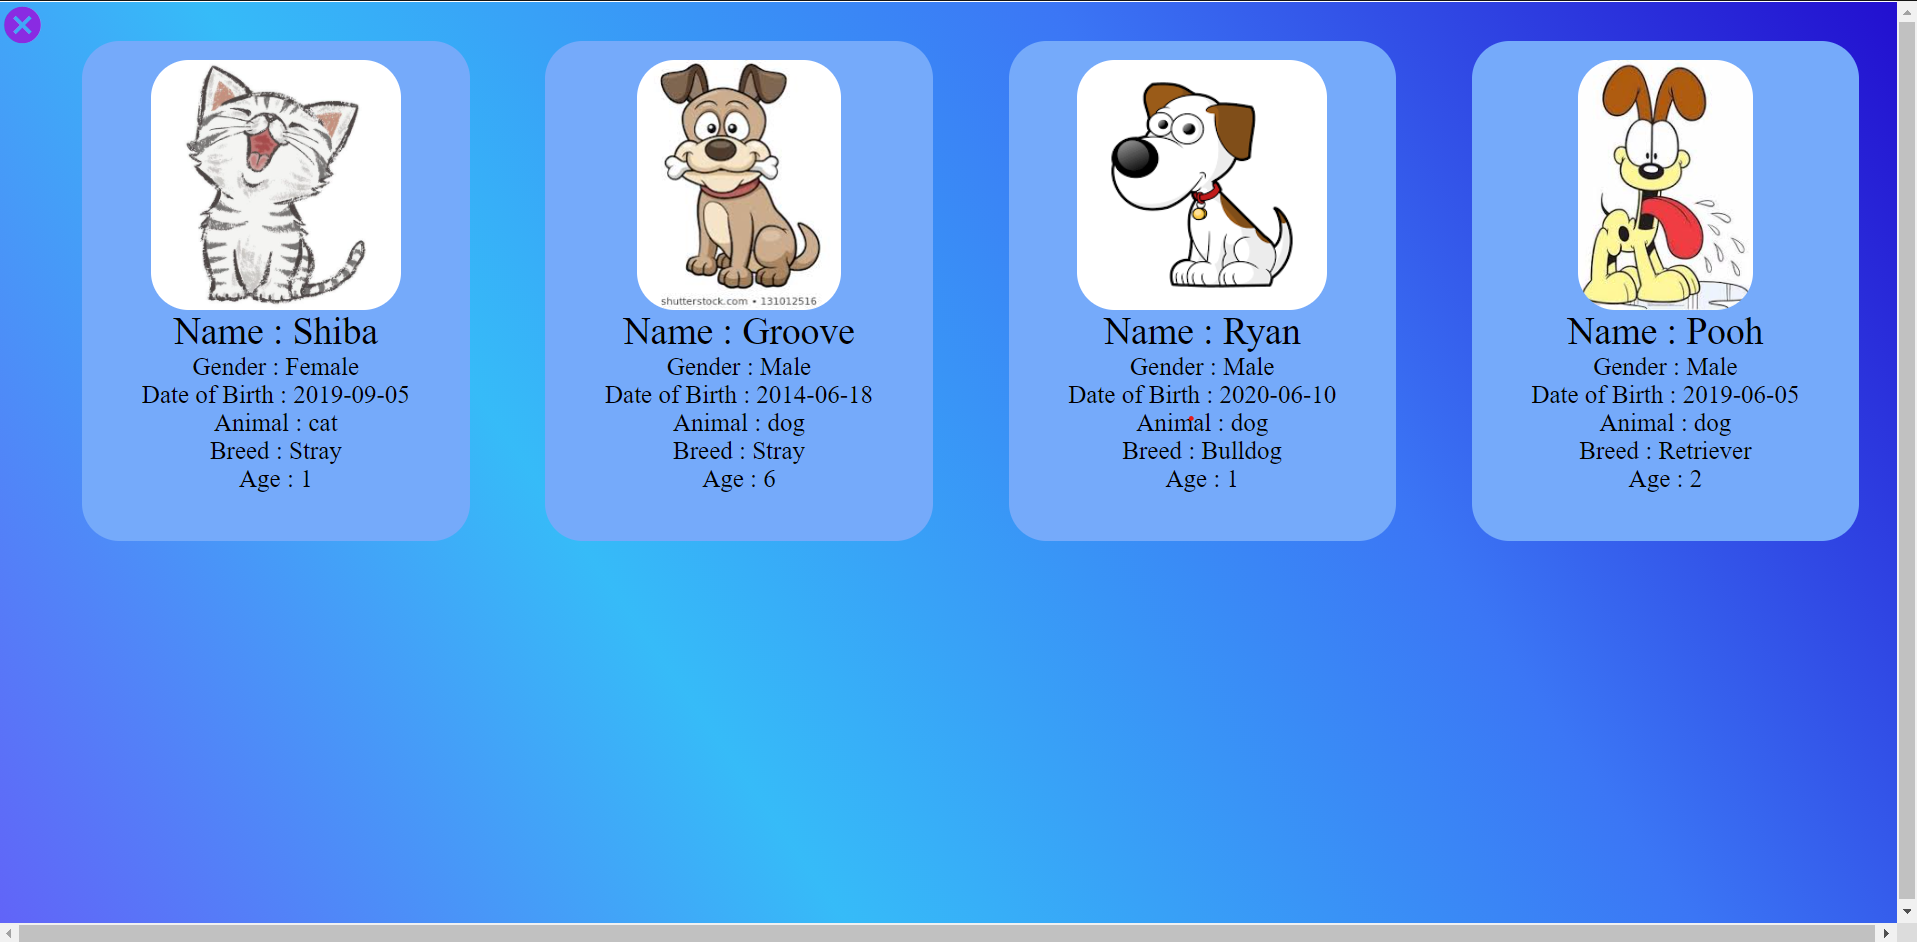 Name : Shiba
Gender : Female
Date of Birth : 2019-09-05
Animal : cat
Breed : Stray
Age : 1
shutterstock.com • 131012516
Name : Groove
Gender : Male
Date of Birth : 2014-06-18
Animal : dog
Breed : Stray
Age : 6
Name : Ryan
Gender : Male
Date of Birth : 2020-06-10
Animal : dog
Breed : Bulldog
Age : 1
Name : Pooh
Gender : Male
Date of Birth : 2019-06-05
Animal : dog
Breed : Retriever
Age : 2